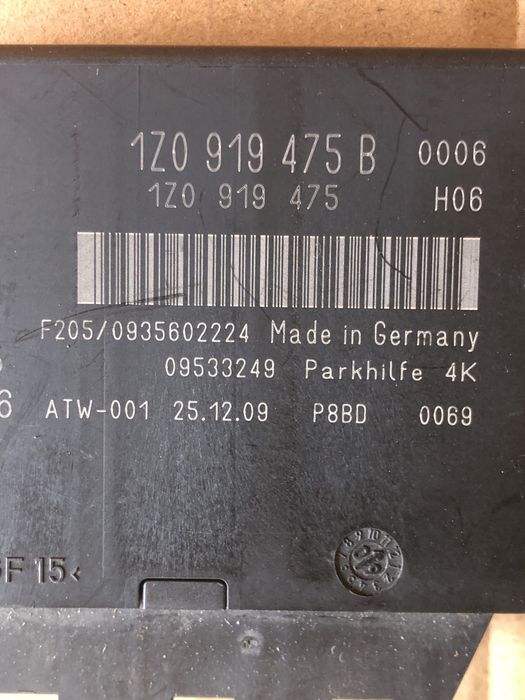 1Z0 919 475 B 0006
1Z0 919 475 H06
F205/0935602224 Made in Germany
09533249 Parkhilfe 4K
6 ATW-001 25.12.09 P8BD 0069
F 15<